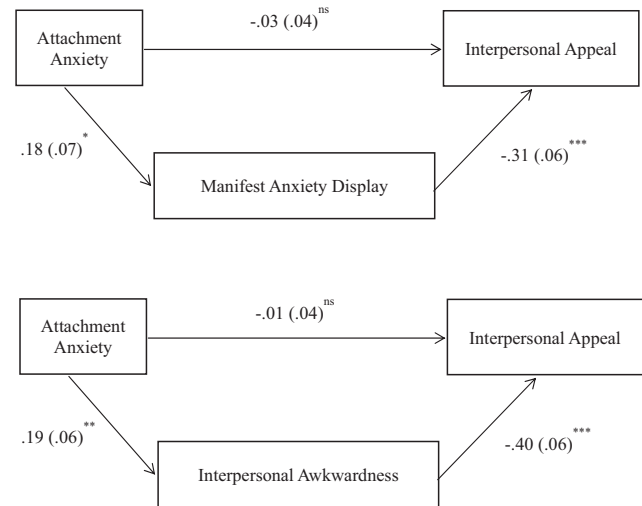 -.03 (.04)ns
Attachment
Anxiety
Interpersonal Appeal
.18 (.07)*
-.31 (.06)***
Manifest Anxiety Display
-.01 (.04)ns
Attachment
Anxiety
Interpersonal Appeal
.19 (.06)**
-.40 (.06)***
Interpersonal Awkwardness